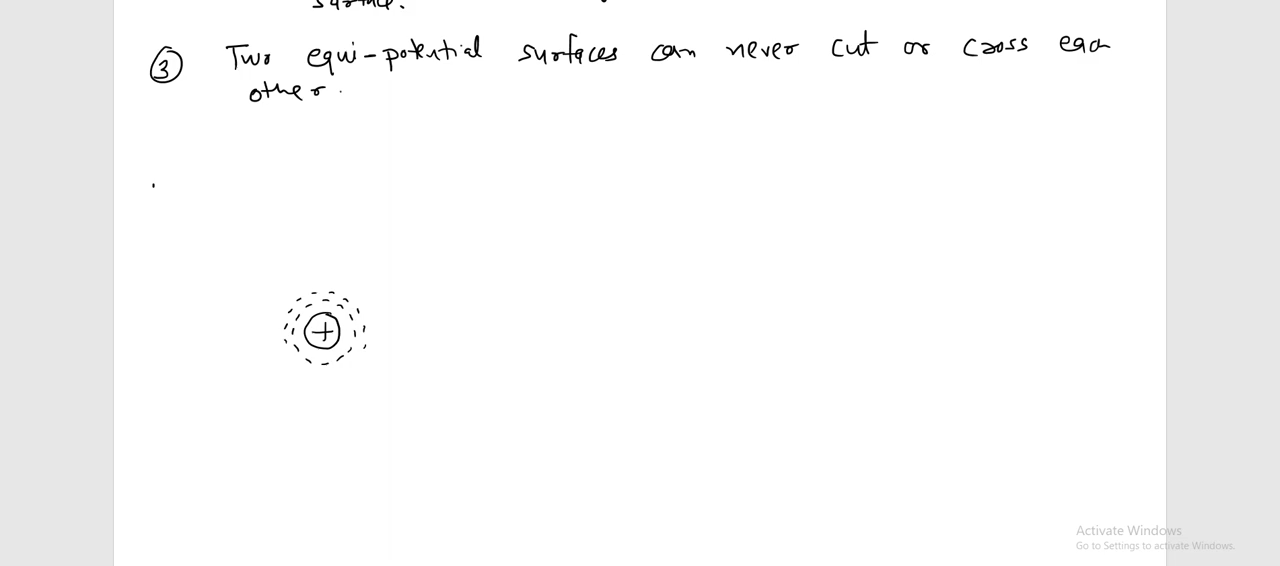 surface.
③ Two equi-potential surfaces can never cut or cross each
other.
+
Activate Windows
Go to Settings to activate Windows.